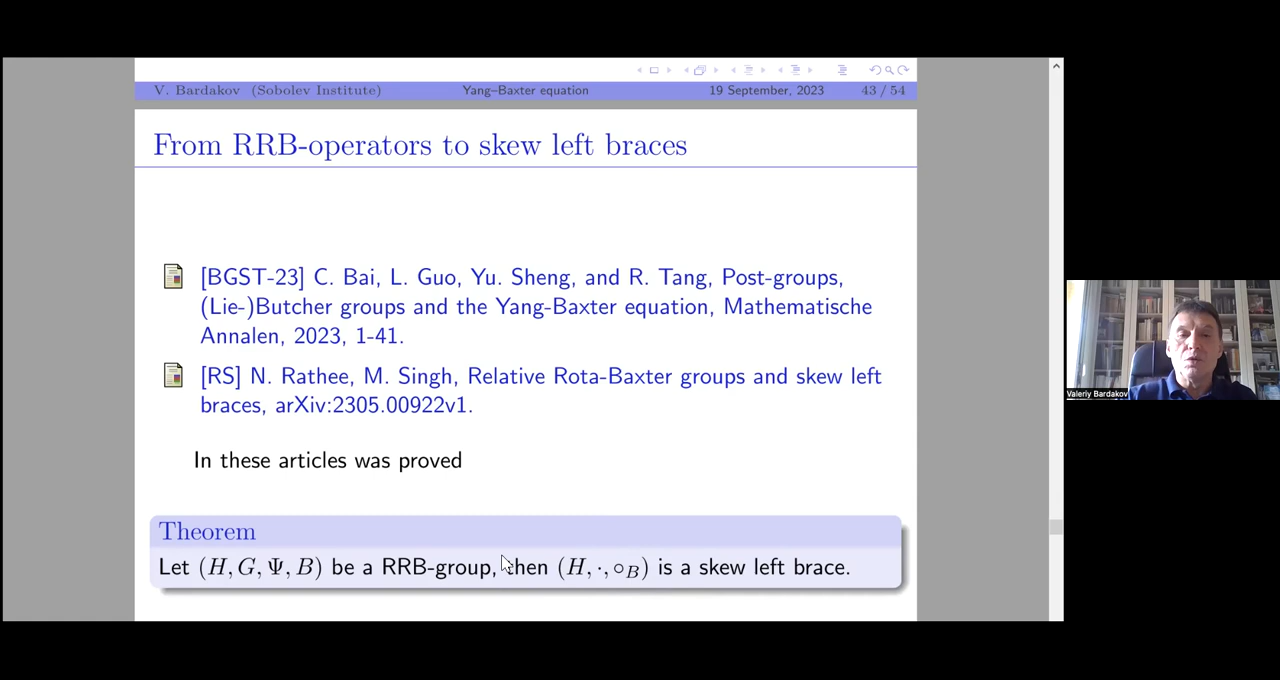 V. Bardakov (Sobolev Institute) Yang–Baxter equation 19 September, 2023 43 / 54
From RRB-operators to skew left braces
[BGST-23] C. Bai, L. Guo, Yu. Sheng, and R. Tang, Post-groups,
(Lie-)Butcher groups and the Yang-Baxter equation, Mathematische
Annalen, 2023, 1-41.
[RS] N. Rathee, M. Singh, Relative Rota-Baxter groups and skew left
braces, arXiv:2305.00922v1.
In these articles was proved
Theorem
Let (H, G, Ψ, B) be a RRB-group, then (H, ·, ∘_B) is a skew left brace.
Valeriy Bardakov